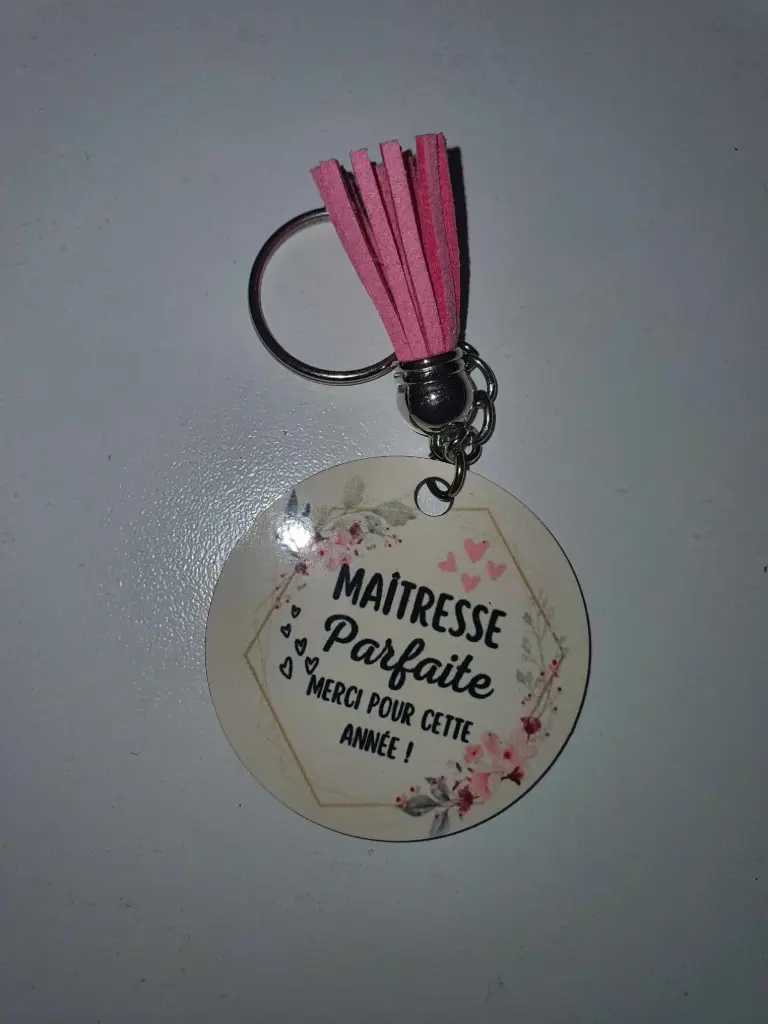 MAÎTRESSE
Parfaite
MERCI POUR CETTE
ANNÉE !